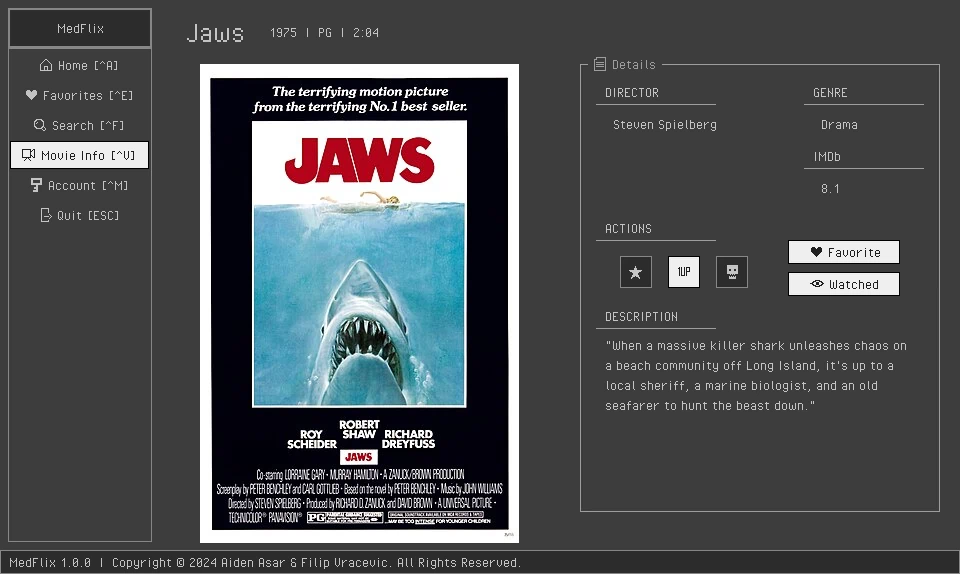 MedFlix
Home [^A]
Favorites [^E]
Search [^F]
Movie Info [^V]
Account [^M]
Quit [ESC]
Jaws 1975 | PG | 2:04
The terrifying motion picture
from the terrifying No.1 best seller.
JAWS
ROY
SCHEIDER
ROBERT
SHAW
RICHARD
DREYFUSS
JAWS
Co-starring LORRAINE GARY • MURRAY HAMILTON • A ZANUCK/BROWN PRODUCTION
Screenplay by PETER BENCHLEY and CARL GOTTLIEB • Based on the novel by PETER BENCHLEY • Music by JOHN WILLIAMS
Directed by STEVEN SPIELBERG • Produced by RICHARD D. ZANUCK and DAVID BROWN • A UNIVERSAL PICTURE •
TECHNICOLOR® PANAVISION®
PG PARENTAL GUIDANCE SUGGESTED
MAY BE TOO INTENSE FOR YOUNGER CHILDREN
Details
DIRECTOR
Steven Spielberg
GENRE
Drama
IMDb
8.1
ACTIONS
1UP
Favorite
Watched
DESCRIPTION
"When a massive killer shark unleashes chaos on
a beach community off Long Island, it's up to a
local sheriff, a marine biologist, and an old
seafarer to hunt the beast down."
MedFlix 1.0.0 | Copyright © 2024 Aiden Asar & Filip Vracevic. All Rights Reserved.